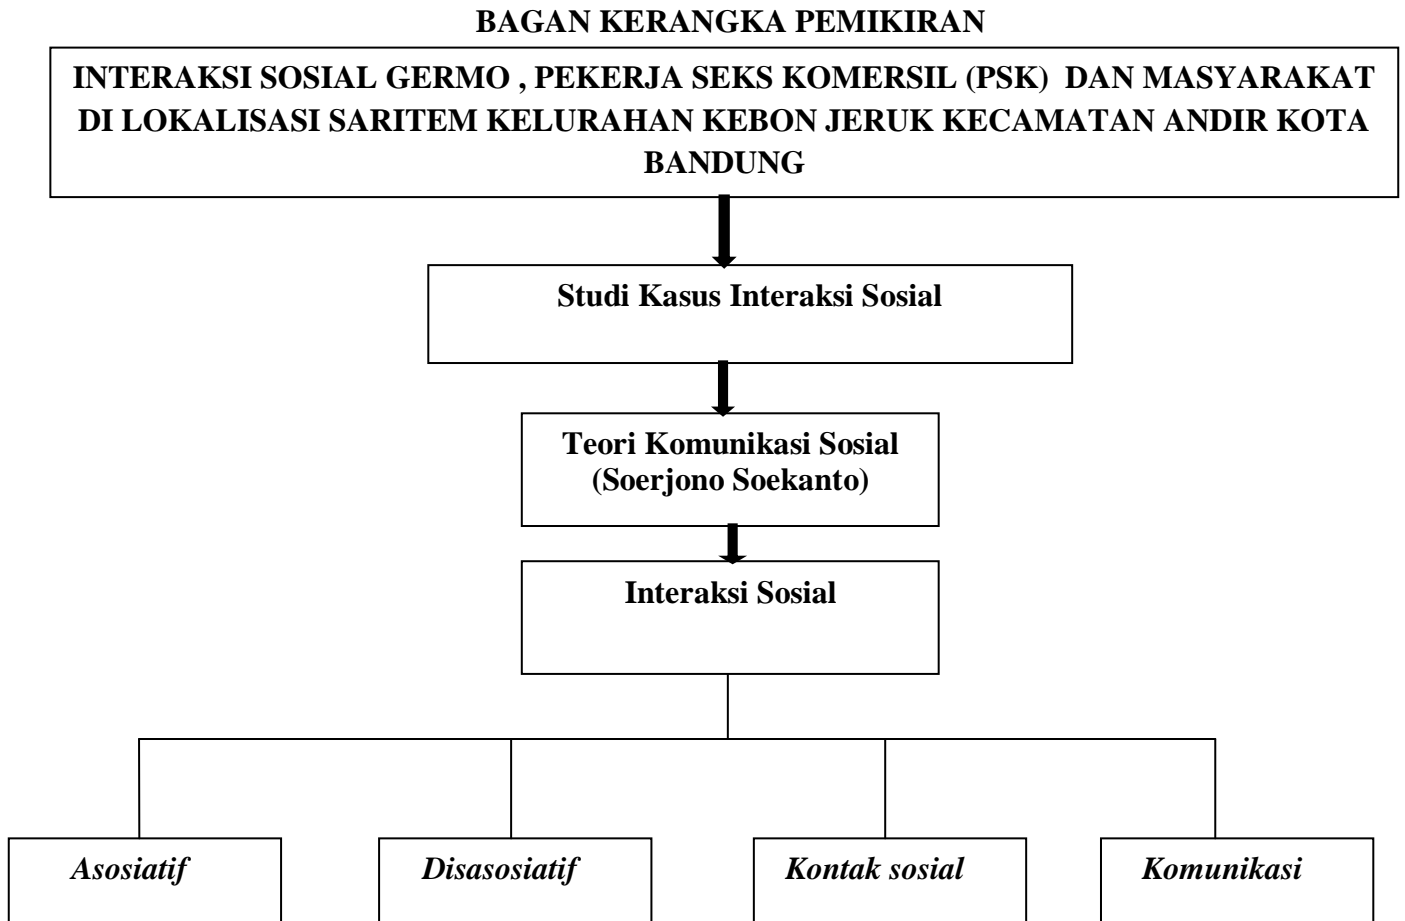 BAGAN KERANGKA PEMIKIRAN
INTERAKSI SOSIAL GERMO , PEKERJA SEKS KOMERSIL (PSK) DAN MASYARAKAT
DI LOKALISASI SARITEM KELURAHAN KEBON JERUK KECAMATAN ANDIR KOTA
BANDUNG
Studi Kasus Interaksi Sosial
Teori Komunikasi Sosial
(Soerjono Soekanto)
Interaksi Sosial
Asosiatif
Disasosiatif
Kontak sosial
Komunikasi